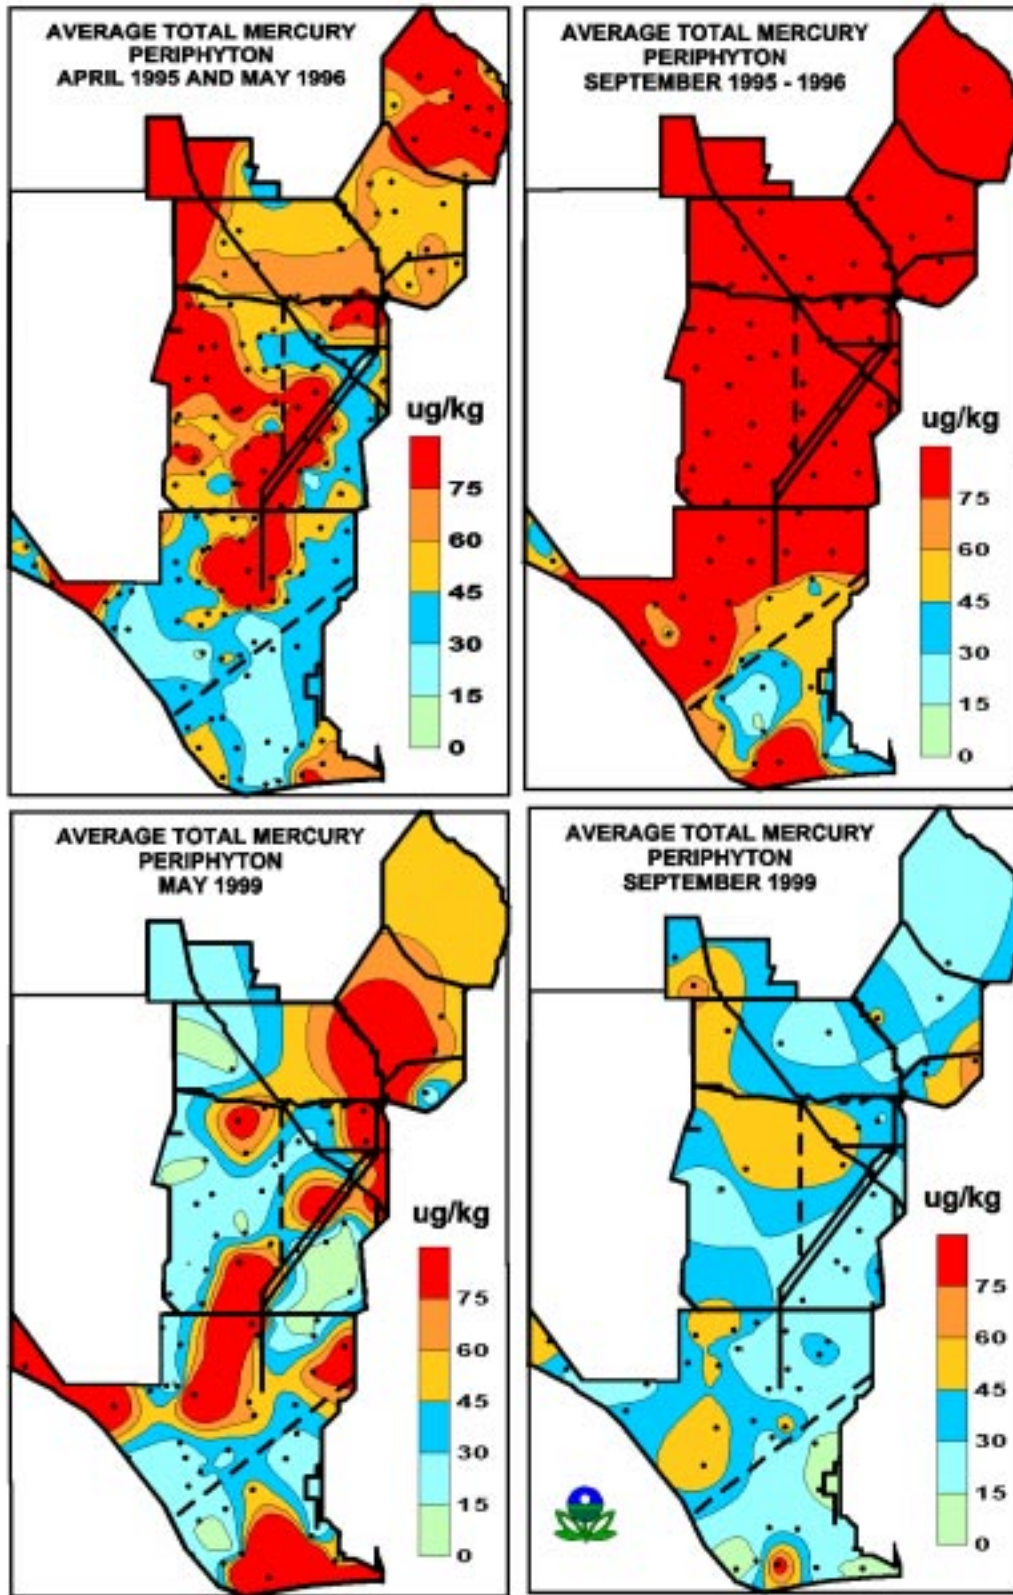 AVERAGE TOTAL MERCURY
PERIPHYTON
APRIL 1995 AND MAY 1996
ug/kg
75
60
45
30
15
0
AVERAGE TOTAL MERCURY
PERIPHYTON
SEPTEMBER 1995 - 1996
ug/kg
75
60
45
30
15
0
AVERAGE TOTAL MERCURY
PERIPHYTON
MAY 1999
ug/kg
75
60
45
30
15
0
AVERAGE TOTAL MERCURY
PERIPHYTON
SEPTEMBER 1999
ug/kg
75
60
45
30
15
0